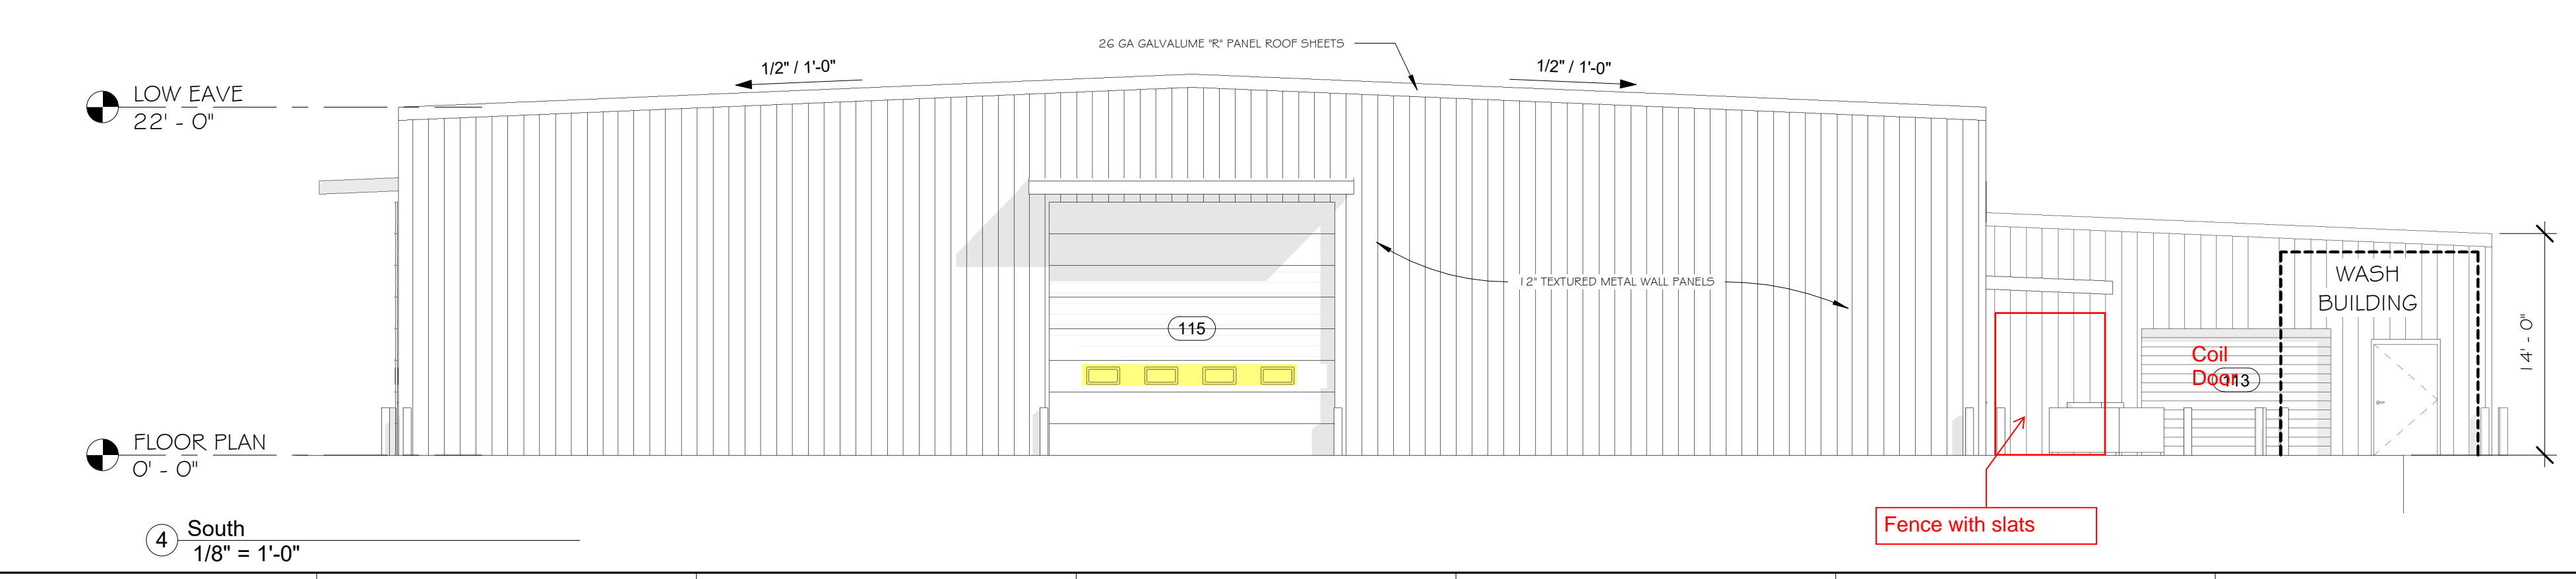 26 GA GALVALUME "R" PANEL ROOF SHEETS
1/2" / 1'-0"
1/2" / 1'-0"
LOW EAVE
22' - 0"
12" TEXTURED METAL WALL PANELS
WASH
BUILDING
115
14' - 0"
Coil
Door
113
FLOOR PLAN
0' - 0"
Fence with slats
4
South
1/8" = 1'-0"